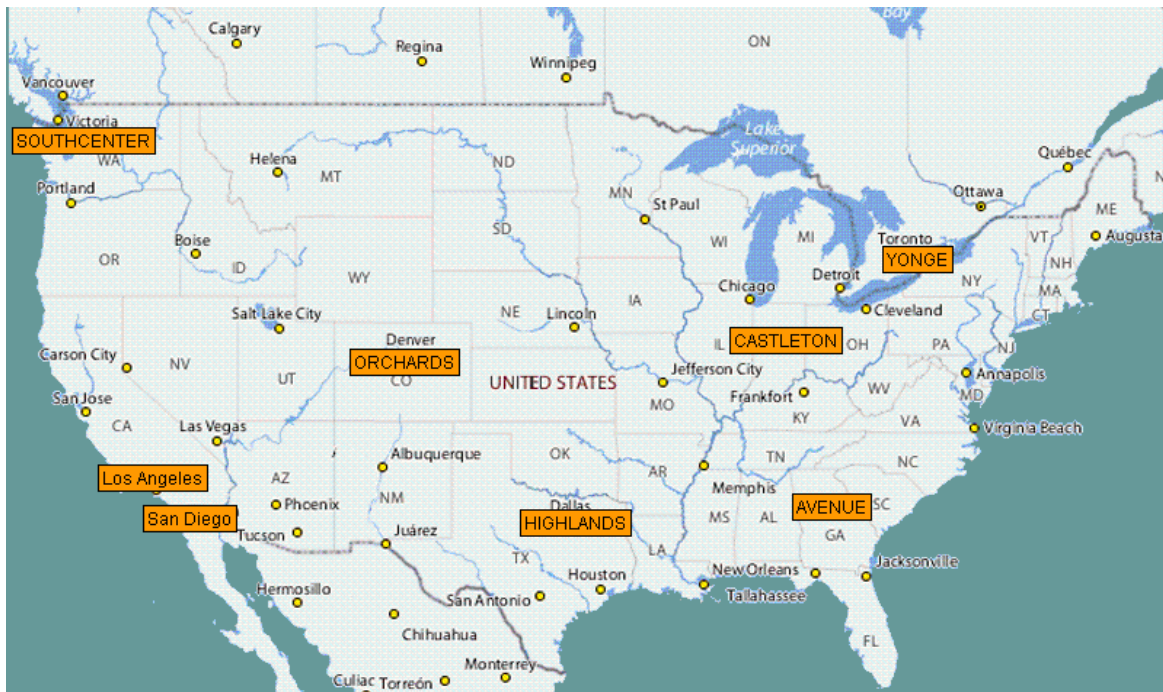 Bay
Calgary
ON
Regina
Winnipeg
Vancouver
Victoria
SOUTHCENTER
WA
Lake
Superior
Québec
Helena
MT
ND
MN
Portland
Ottawa
St Paul
ME
SD
WI
MI
Toronto
VT
Augusta
Boise
OR
ID
YONGE
NH
WY
Detroit
NY
MA
Chicago
IA
Salt Lake City
NE
Lincoln
Cleveland
CT
Denver
CASTLETON
IL
OH
PA
NJ
Carson City
NV
ORCHARDS
UT
CO
UNITED STATES
Jefferson City
Annapolis
San Jose
MO
Frankfort
WV
MD
CA
Las Vegas
KY
VA
Virginia Beach
Albuquerque
OK
TN
NC
Los Angeles
AZ
AR
Memphis
NM
Phoenix
Dallas
AVENUE
SC
San Diego
HIGHLANDS
MS
AL
Tucson
Juárez
GA
LA
TX
Houston
New Orleans
Jacksonville
Hermosillo
San Antonio
Tallahassee
Chihuahua
FL
Monterrey
Culiac
Torreón
N